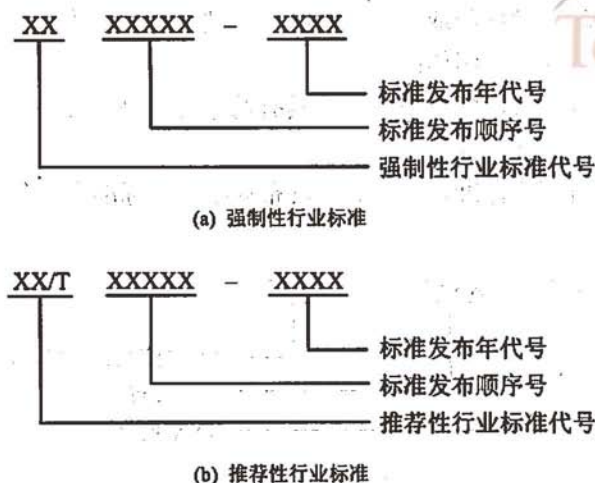 XX XXXXX - XXXX
标准发布年代号
标准发布顺序号
强制性行业标准代号
(a) 强制性行业标准
XX/T XXXXX - XXXX
标准发布年代号
标准发布顺序号
推荐性行业标准代号
(b) 推荐性行业标准